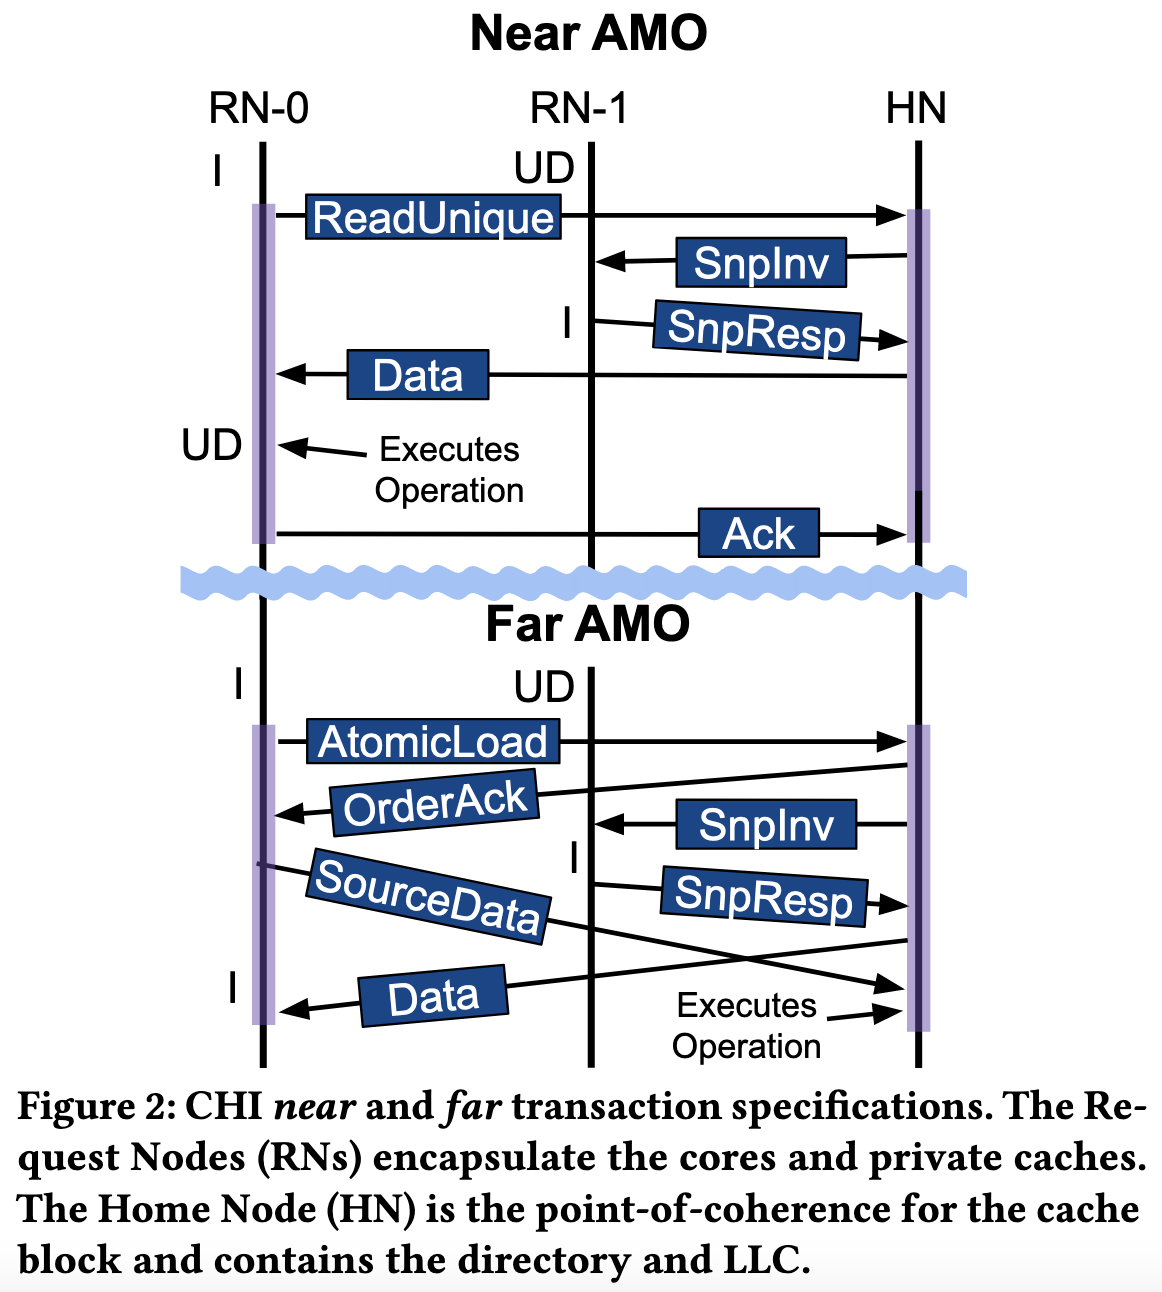 Near AMO
RN-0 RN-1 HN
I UD
ReadUnique
SnpInv
I SnpResp
Data
UD Executes
Operation
Ack
Far AMO
I UD
AtomicLoad
OrderAck
SnpInv
I
SourceData
SnpResp
I Data
Executes
Operation
Figure 2: CHI near and far transaction specifications. The Re-
quest Nodes (RNs) encapsulate the cores and private caches.
The Home Node (HN) is the point-of-coherence for the cache
block and contains the directory and LLC.